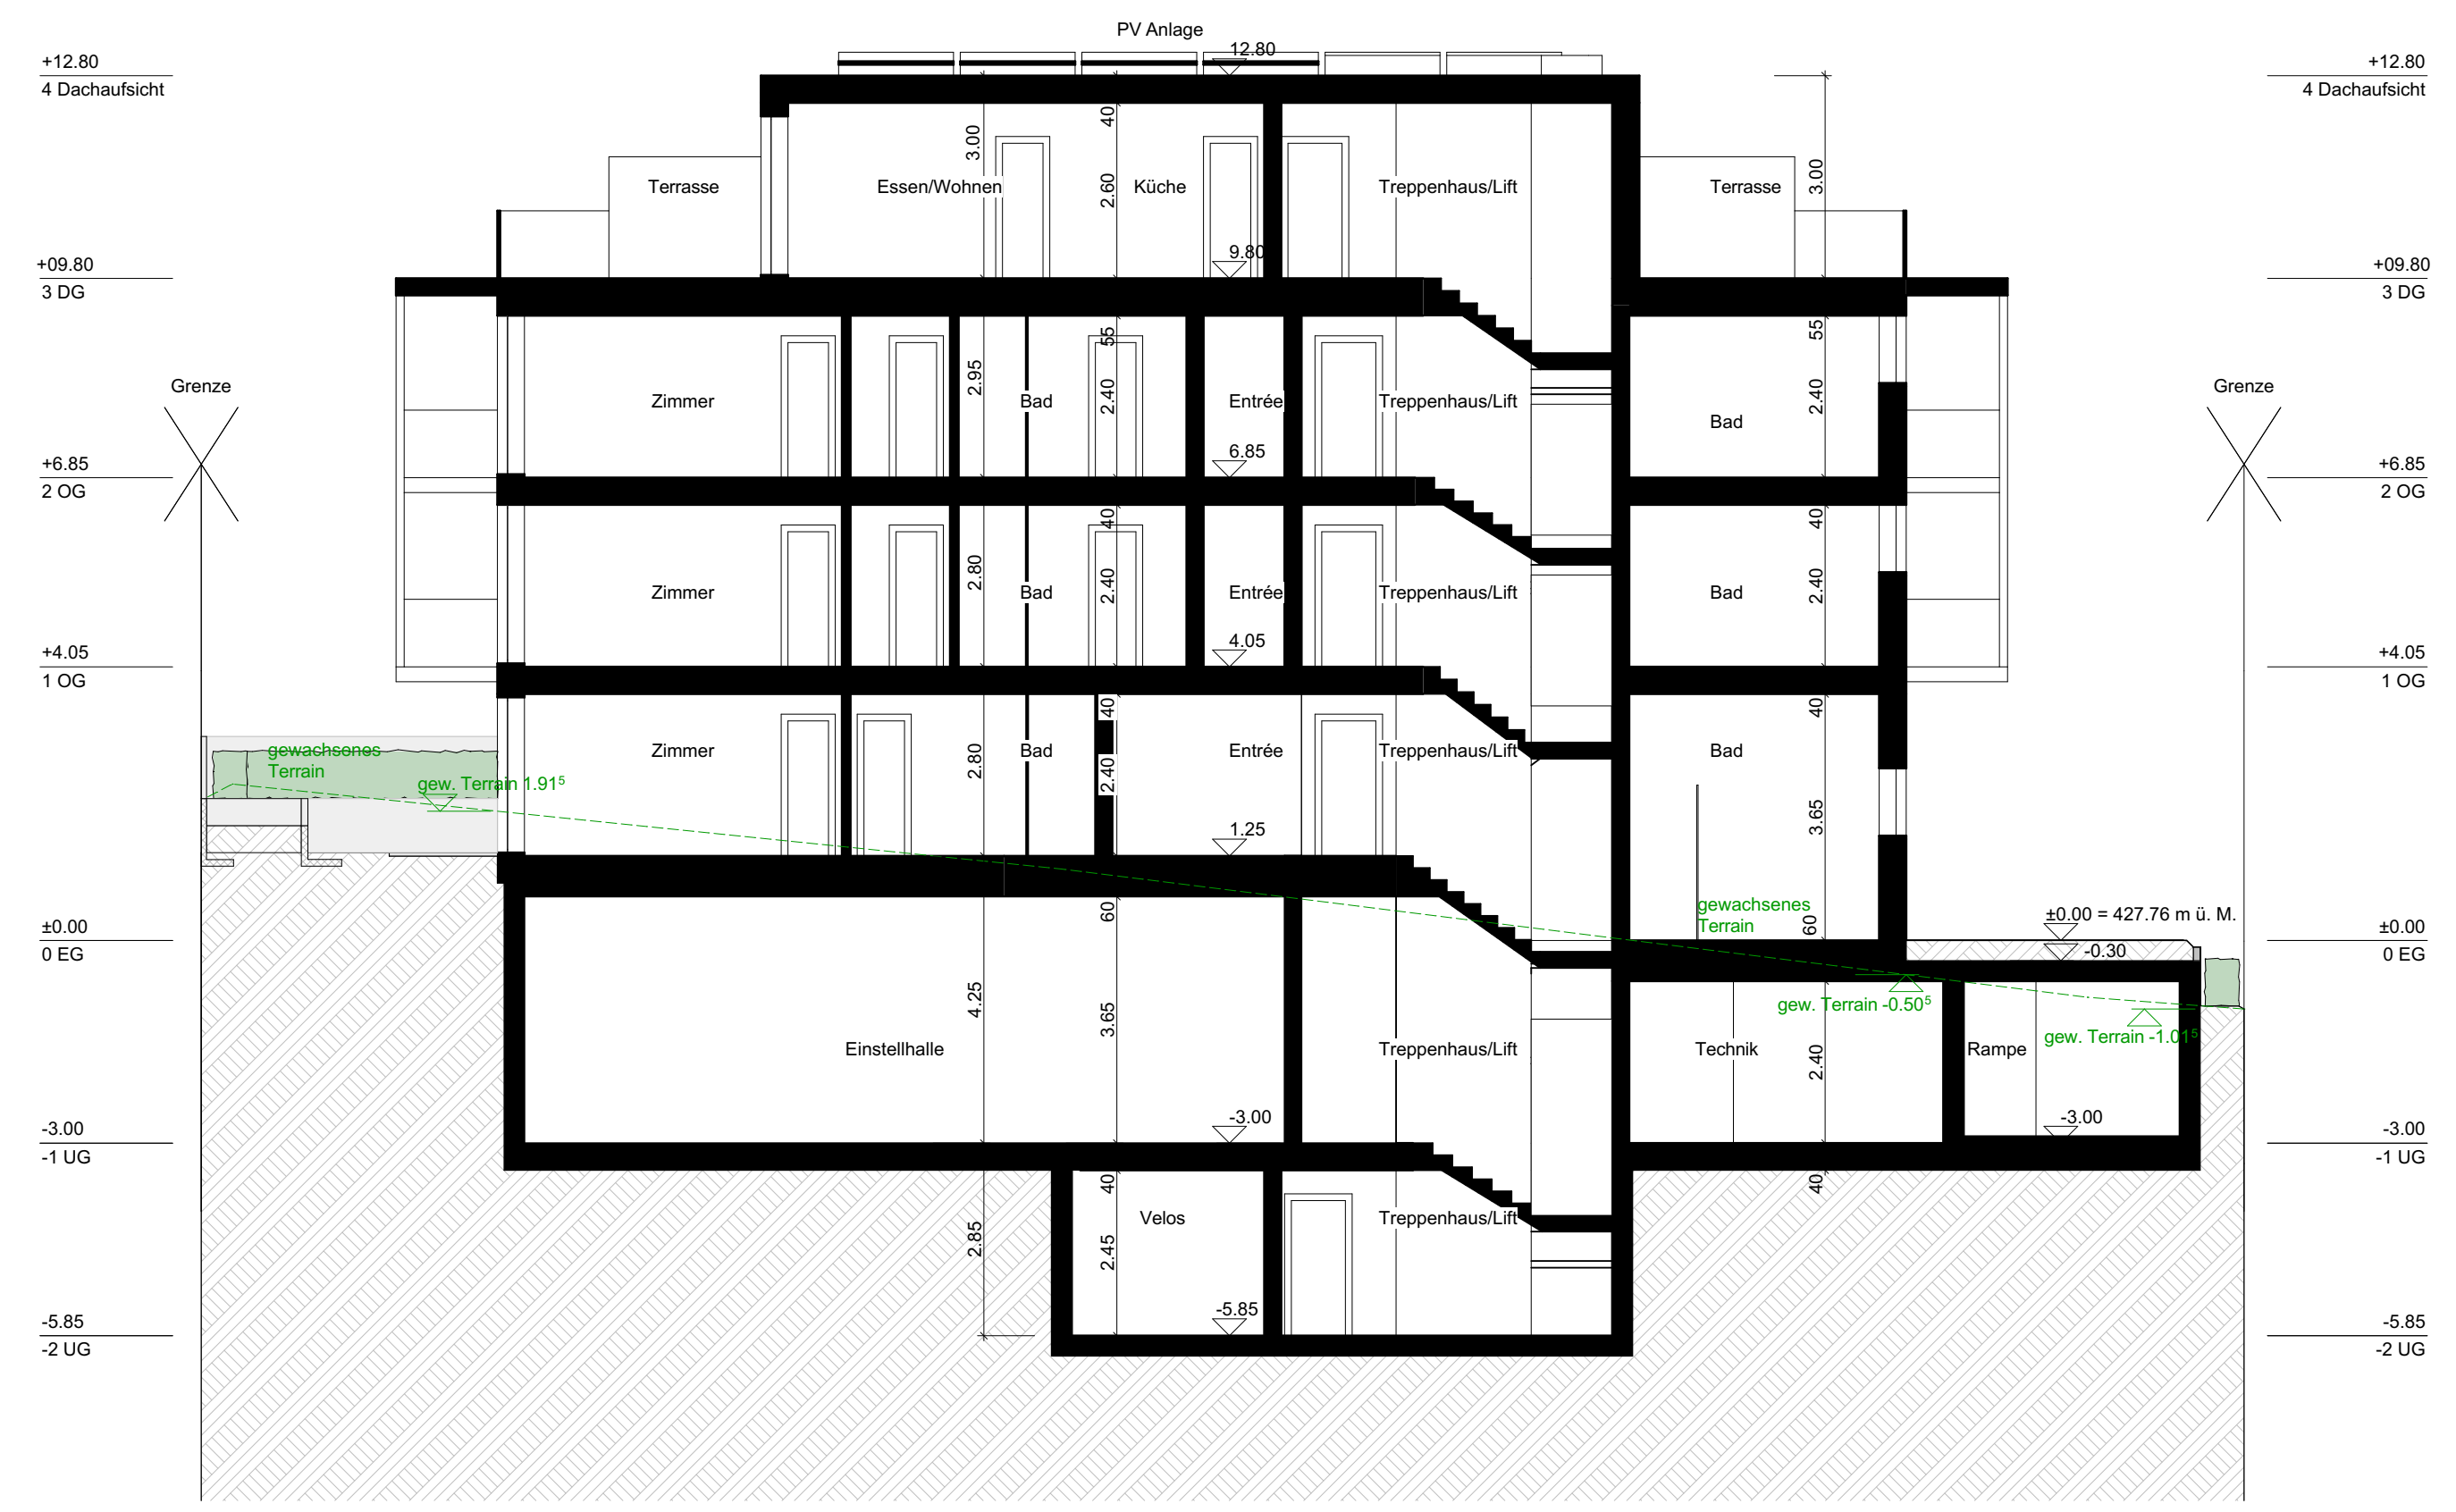 PV Anlage
+12.80
4 Dachaufsicht
12.80
+12.80
4 Dachaufsicht
3.00
40
Terrasse
Essen/Wohnen
2.60
Küche
Treppenhaus/Lift
Terrasse
3.00
+09.80
3 DG
9.80
+09.80
3 DG
55
55
Grenze
2.95
2.40
2.40
Grenze
Zimmer
Bad
Entrée
Treppenhaus/Lift
Bad
+6.85
2 OG
6.85
+6.85
2 OG
40
40
2.80
2.40
2.40
Zimmer
Bad
Entrée
Treppenhaus/Lift
Bad
+4.05
1 OG
4.05
+4.05
1 OG
40
40
gewachsenes
Terrain
Zimmer
2.80
Bad
2.40
Entrée
Treppenhaus/Lift
Bad
gew. Terrain 1.91⁵
1.25
3.65
gewachsenes
Terrain
±0.00
0 EG
60
60
±0.00 = 427.76 m ü. M.
-0.30
±0.00
0 EG
4.25
3.65
gew. Terrain -0.50⁵
gew. Terrain -1.01⁵
Einstellhalle
Treppenhaus/Lift
Technik
2.40
Rampe
-3.00
-1 UG
-3.00
-3.00
-3.00
-1 UG
40
40
2.85
2.45
Velos
Treppenhaus/Lift
-5.85
-2 UG
-5.85
-5.85
-2 UG